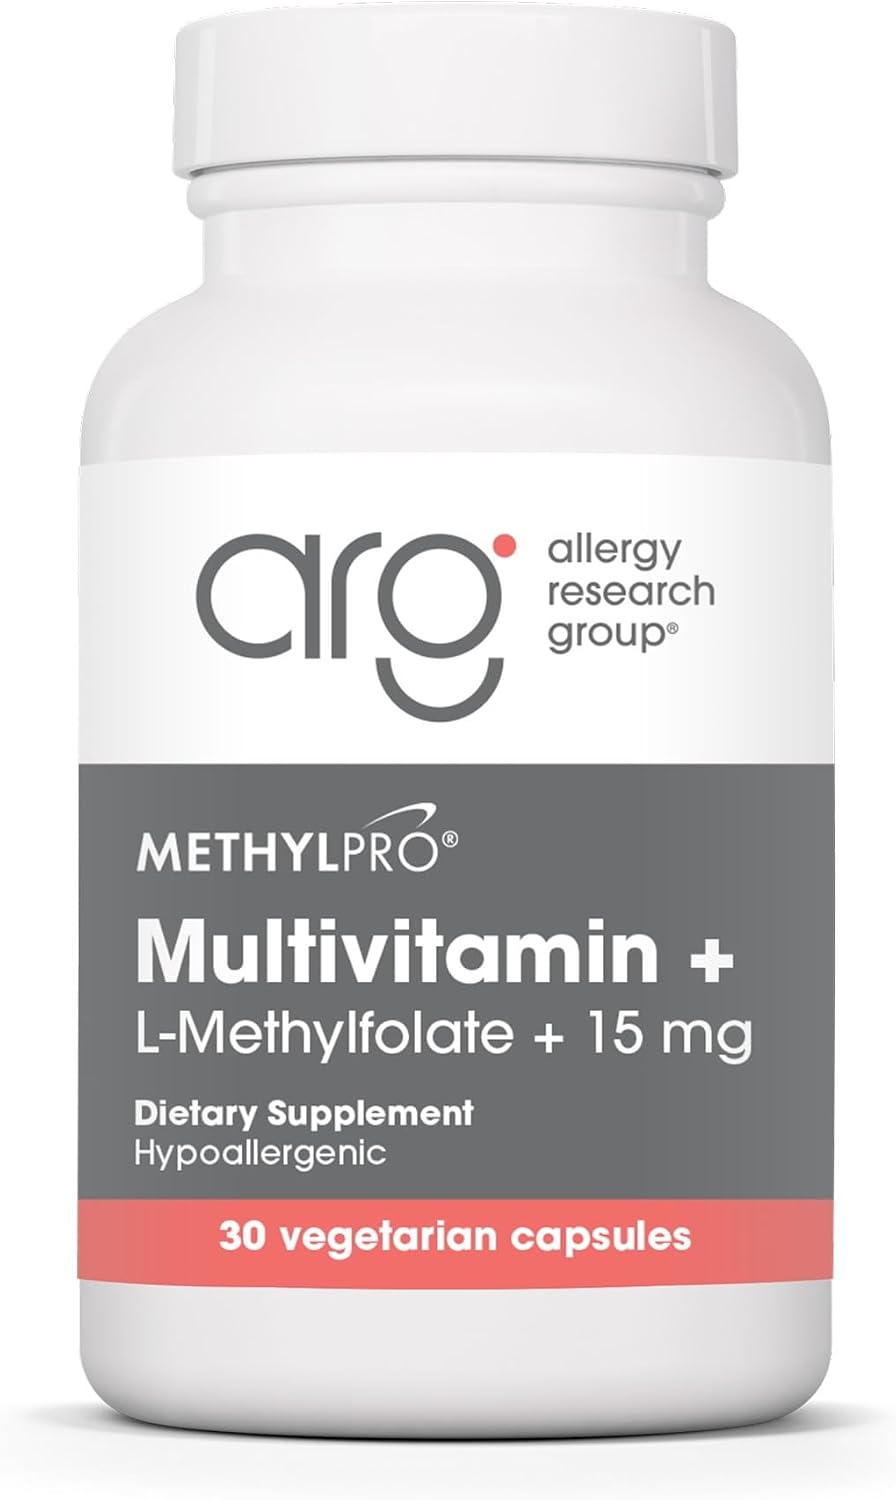 arg
allergy
research
group®
METHYLPRO®
Multivitamin +
L-Methylfolate + 15 mg
Dietary Supplement
Hypoallergenic
30 vegetarian capsules